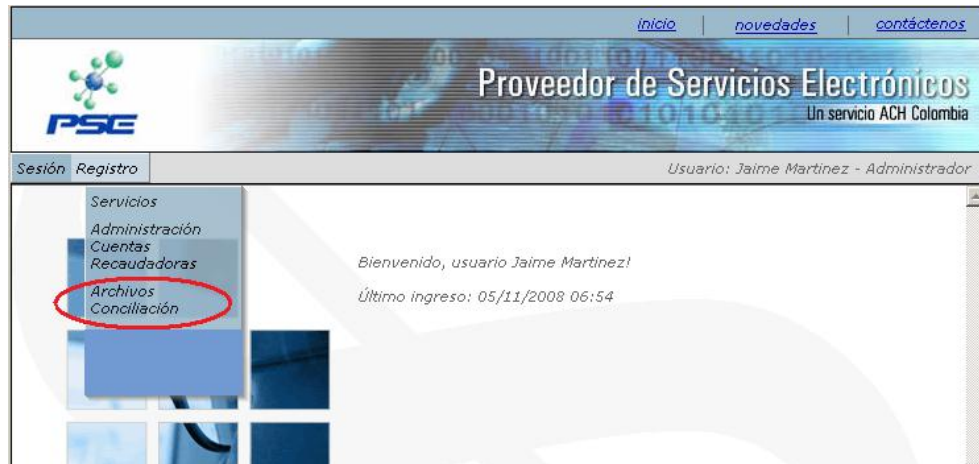 inicio | novedades | contáctenos
PSE
Proveedor de Servicios Electrónicos
Un servicio ACH Colombia
Sesión Registro
Usuario: Jaime Martinez - Administrador
Servicios
Administración
Cuentas
Recaudadoras
Archivos
Conciliación
Bienvenido, usuario Jaime Martinez!
Último ingreso: 05/11/2008 06:54